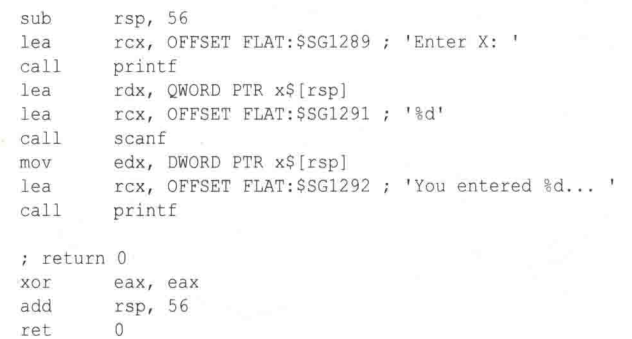 sub rsp, 56
lea rcx, OFFSET FLAT:$SG1289 ; 'Enter X: '
call printf
lea rdx, QWORD PTR x$[rsp]
lea rcx, OFFSET FLAT:$SG1291 ; '%d'
call scanf
mov edx, DWORD PTR x$[rsp]
lea rcx, OFFSET FLAT:$SG1292 ; 'You entered %d... '
call printf
; return 0
xor eax, eax
add rsp, 56
ret 0